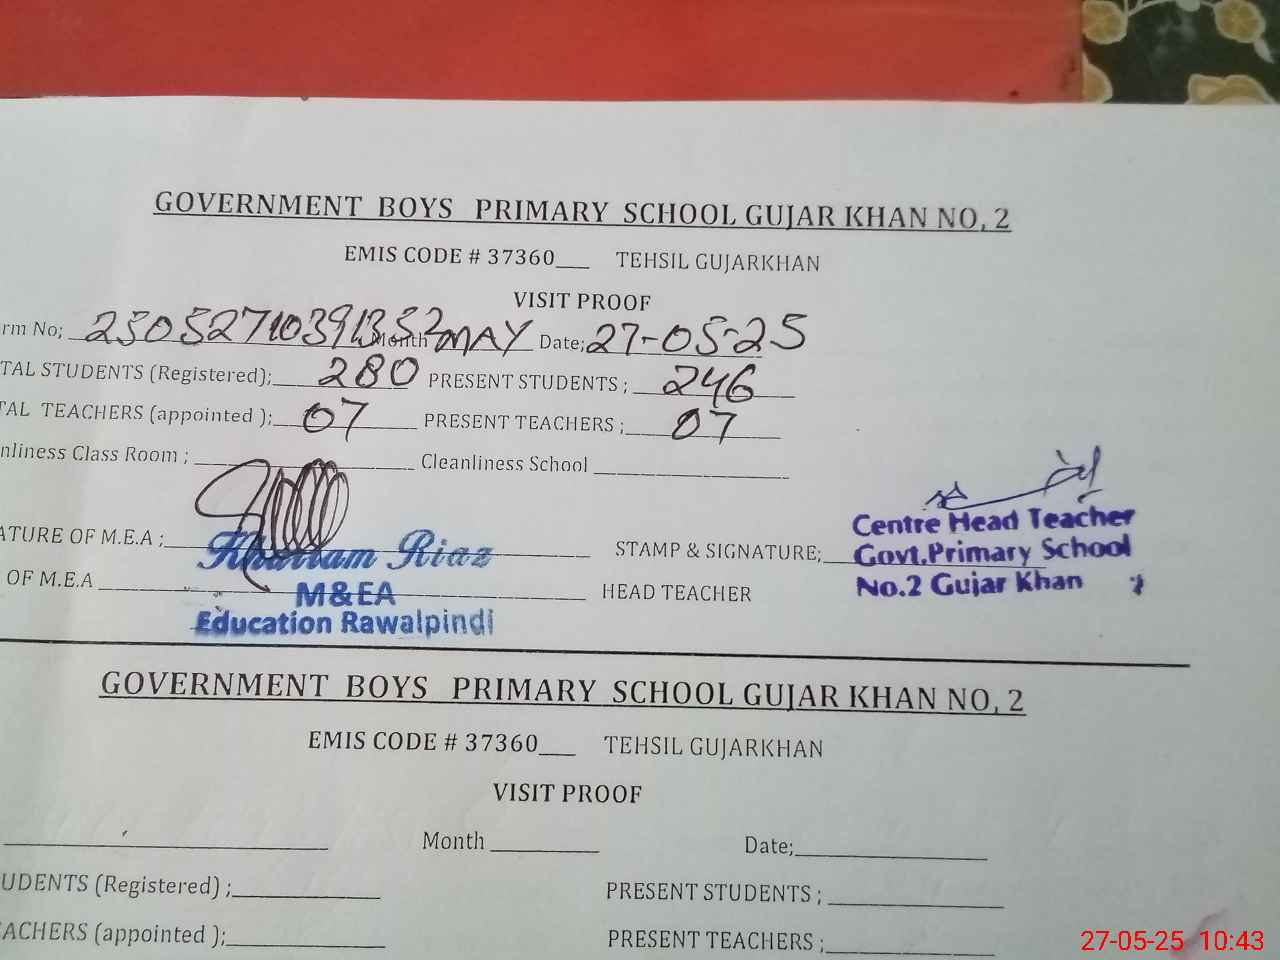 GOVERNMENT BOYS PRIMARY SCHOOL GUJAR KHAN NO, 2
EMIS CODE # 37360___ TEHSIL GUJARKHAN
VISIT PROOF
rm No; 25052710391352 Month MAY Date; 27-05-25
TAL STUDENTS (Registered); 280 PRESENT STUDENTS ; 246
TAL TEACHERS (appointed ); 07 PRESENT TEACHERS ; 07
nliness Class Room ; Cleanliness School
ATURE OF M.E.A ; Khurram Riaz STAMP & SIGNATURE;
OF M.E.A M&EA HEAD TEACHER
Education Rawalpindi
Centre Head Teacher
Govt.Primary School
No.2 Gujar Khan
GOVERNMENT BOYS PRIMARY SCHOOL GUJAR KHAN NO, 2
EMIS CODE # 37360___ TEHSIL GUJARKHAN
VISIT PROOF
Month Date;
UDENTS (Registered) ; PRESENT STUDENTS ;
ACHERS (appointed ); PRESENT TEACHERS ;
27-05-25 10:43